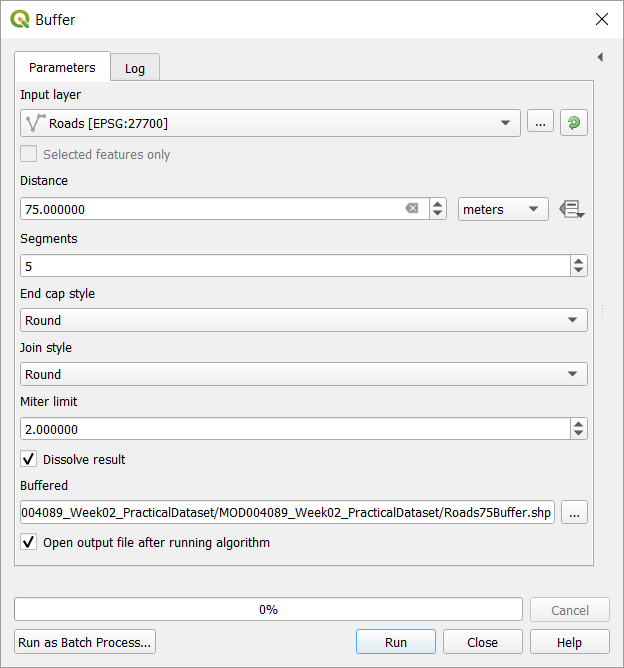 Buffer
Parameters
Log
Input layer
Roads [EPSG:27700]
...
Selected features only
Distance
75.000000
meters
Segments
5
End cap style
Round
Join style
Round
Miter limit
2.000000
Dissolve result
Buffered
004089_Week02_PracticalDataset/MOD004089_Week02_PracticalDataset/Roads75Buffer.shp
...
Open output file after running algorithm
0%
Cancel
Run as Batch Process...
Run
Close
Help